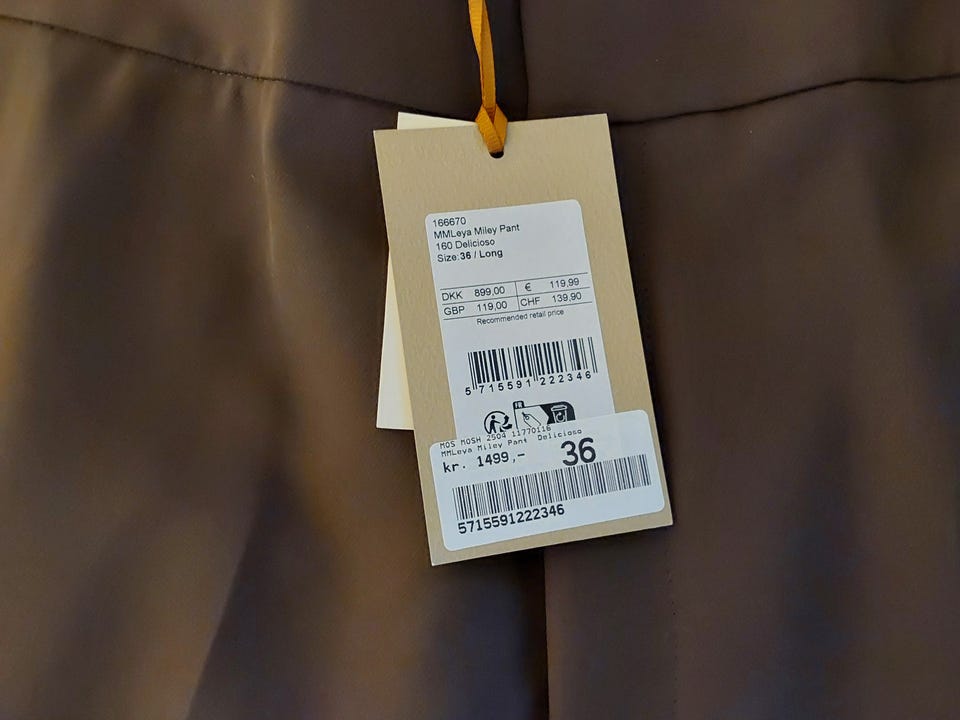 166670
MMLeya Miley Pant
160 Delicioso
Size:36 / Long
DKK 899,00 € 119,99
GBP 119,00 CHF 139,90
Recommended retail price
5 715591 222346
FR
MOS MOSH 2504 11770116
MMLeya Miley Pant Delicioso
kr. 1499,- 36
5715591222346